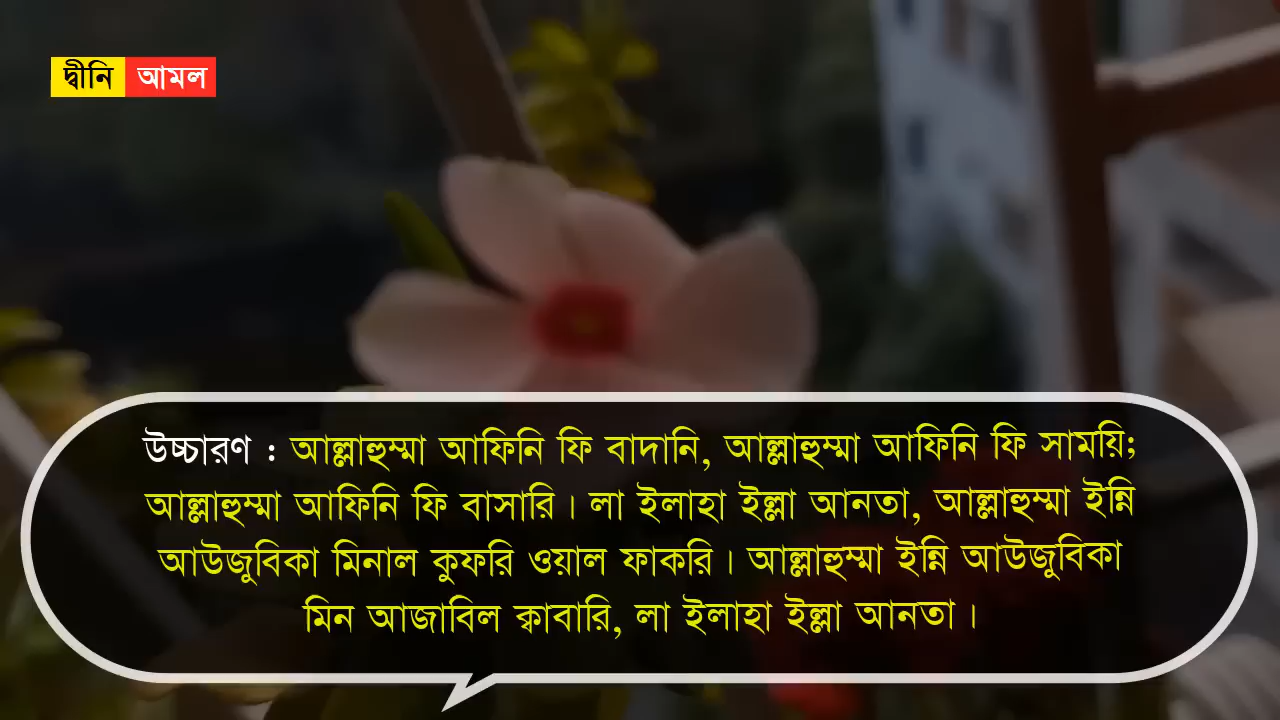 দ্বীনি আমল
উচ্চারণ : আল্লাহুম্মা আফিনি ফি বাদানি, আল্লাহুম্মা আফিনি ফি সাময়ি;
আল্লাহুম্মা আফিনি ফি বাসারি। লা ইলাহা ইল্লা আনতা, আল্লাহুম্মা ইন্নি
আউজুবিকা মিনাল কুফরি ওয়াল ফাকরি। আল্লাহুম্মা ইন্নি আউজুবিকা
মিন আজাবিল ক্বাবারি, লা ইলাহা ইল্লা আনতা।